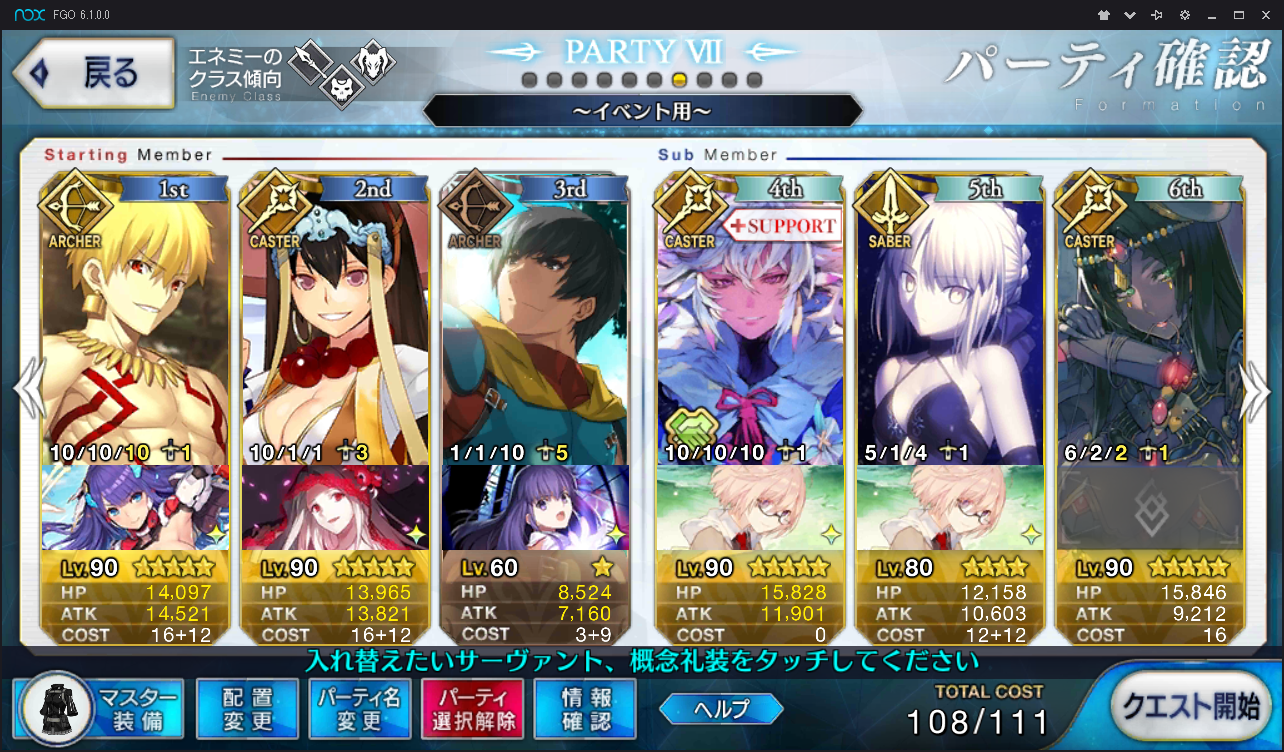 nox FGO 6.1.0.0
戻る
エネミーの
クラス傾向
Enemy Class
PARTY VII
～イベント用～
パーティ確認
Formation
Starting Member
Sub Member
1st
ARCHER
10/10/10 +1
Lv.90
HP 14,097
ATK 14,521
COST 16+12
2nd
CASTER
10/1/1 +3
Lv.90
HP 13,965
ATK 13,821
COST 16+12
3rd
ARCHER
1/1/10 +5
Lv.60
HP 8,524
ATK 7,160
COST 3+9
4th
CASTER
+SUPPORT
10/10/10 +1
Lv.90
HP 15,828
ATK 11,901
COST 0
5th
SABER
5/1/4 +1
Lv.80
HP 12,158
ATK 10,603
COST 12+12
6th
CASTER
6/2/2 +1
Lv.90
HP 15,846
ATK 9,212
COST 16
入れ替えたいサーヴァント、概念礼装をタッチしてください
マスター
装備
配置
変更
パーティ名
変更
パーティ
選択解除
情報
確認
ヘルプ
TOTAL COST
108/111
クエスト開始